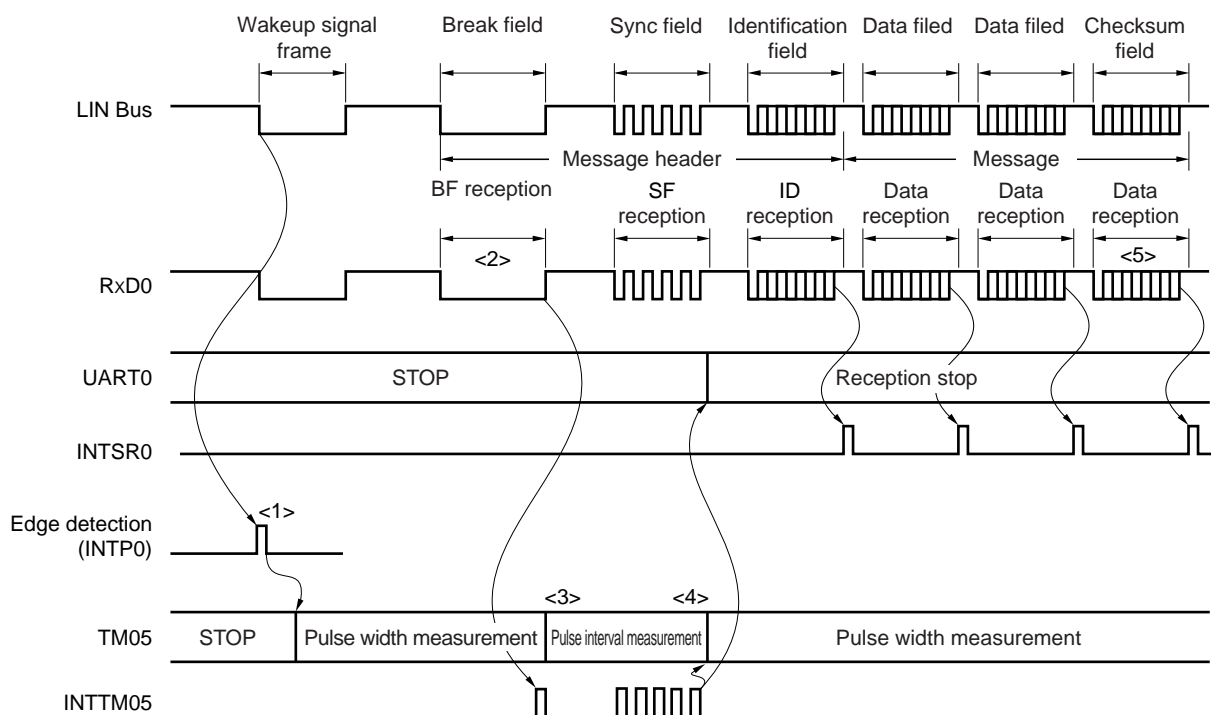 Wakeup signal
frame
Break field
Sync field
Identification
field
Data filed
Data filed
Checksum
field
LIN Bus
Message header
Message
BF reception
SF
reception
ID
reception
Data
reception
Data
reception
Data
reception
<2>
<5>
RxD0
UART0
STOP
Reception stop
INTSR0
Edge detection
(INTP0)
<1>
<3>
<4>
TM05
STOP
Pulse width measurement
Pulse interval measurement
Pulse width measurement
INTTM05